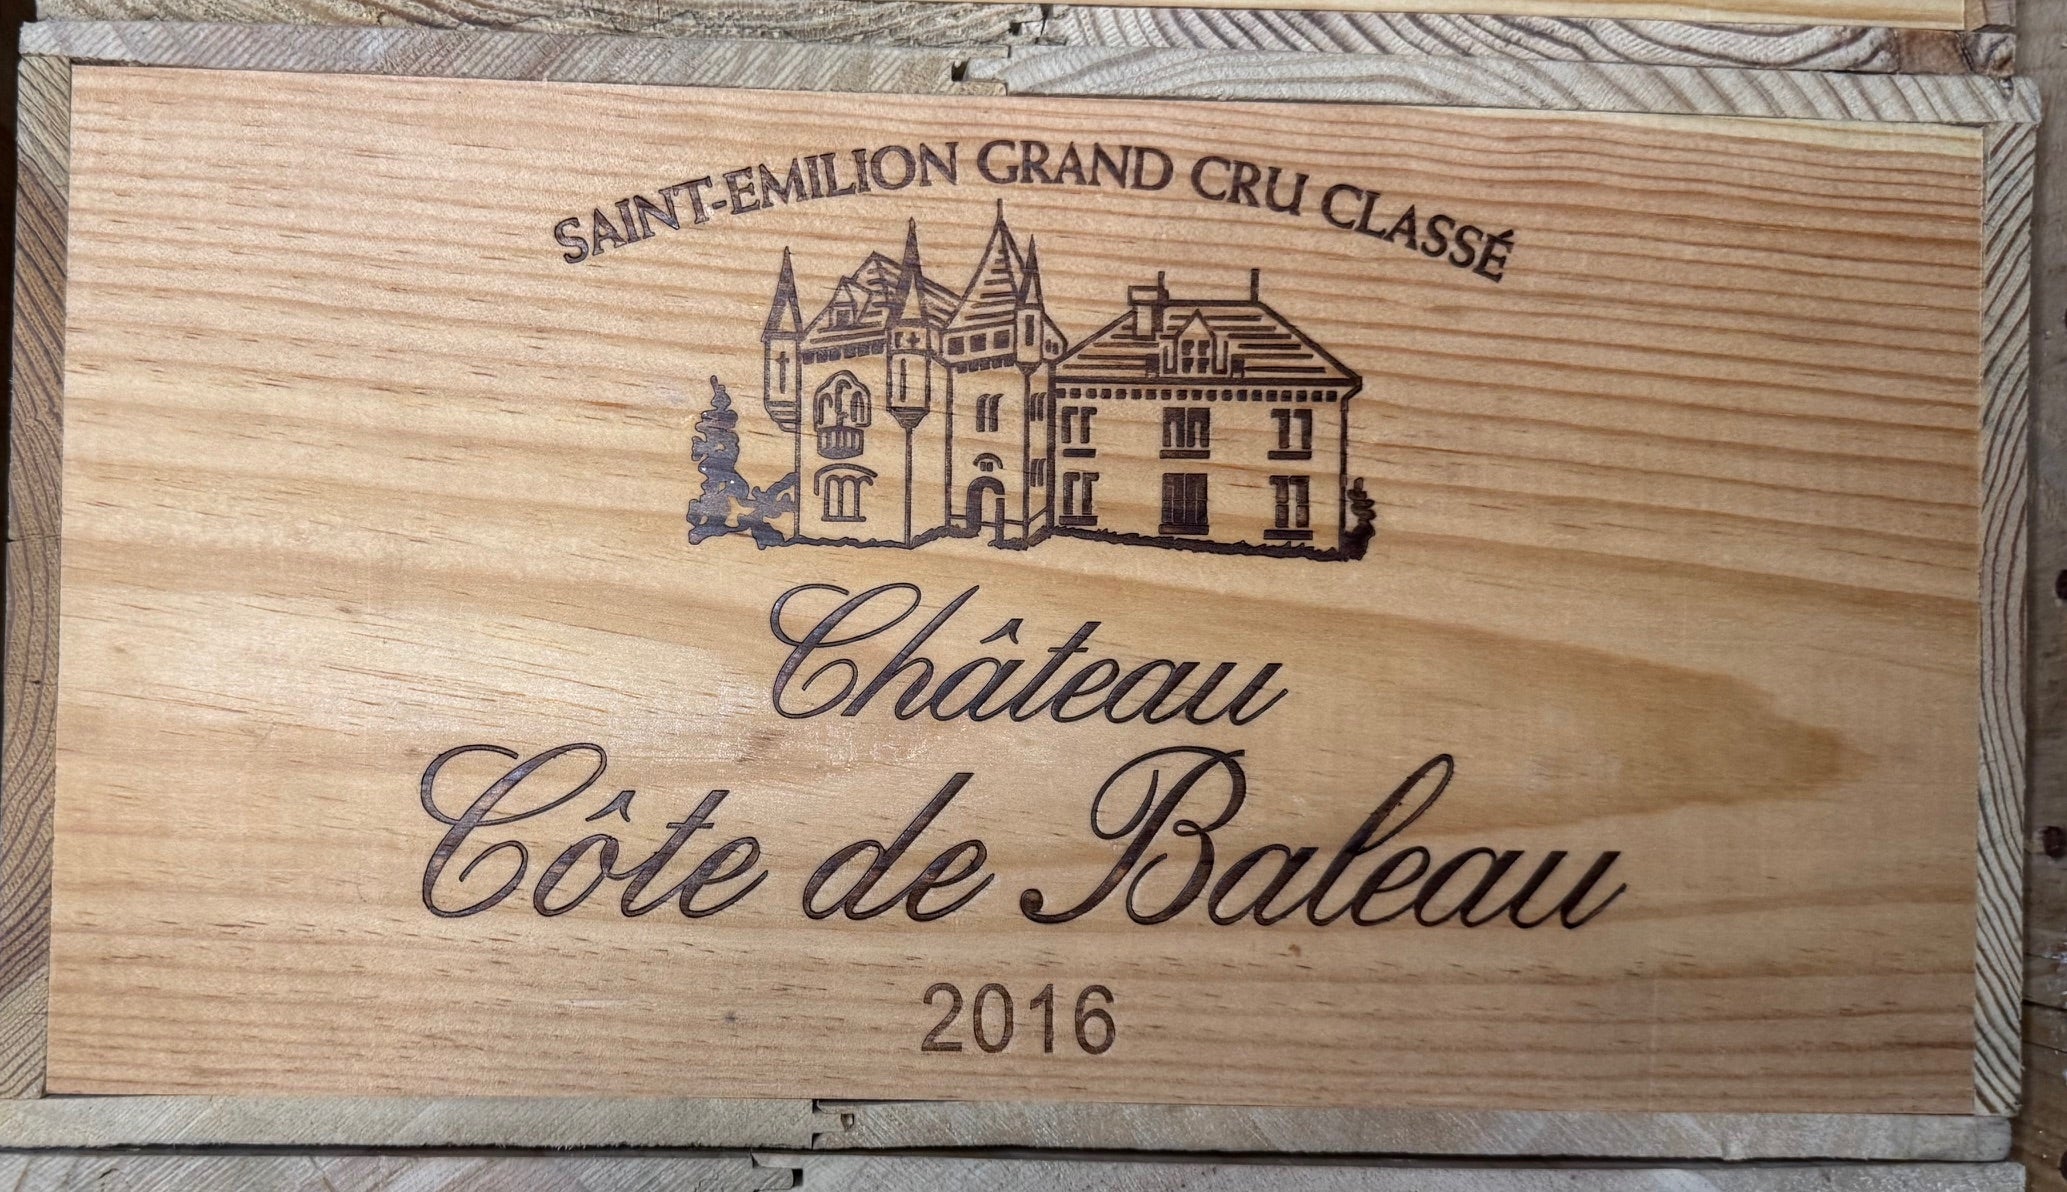 SAINT-EMILION GRAND CRU CLASSÉ
Château
Côte de Baleau
2016